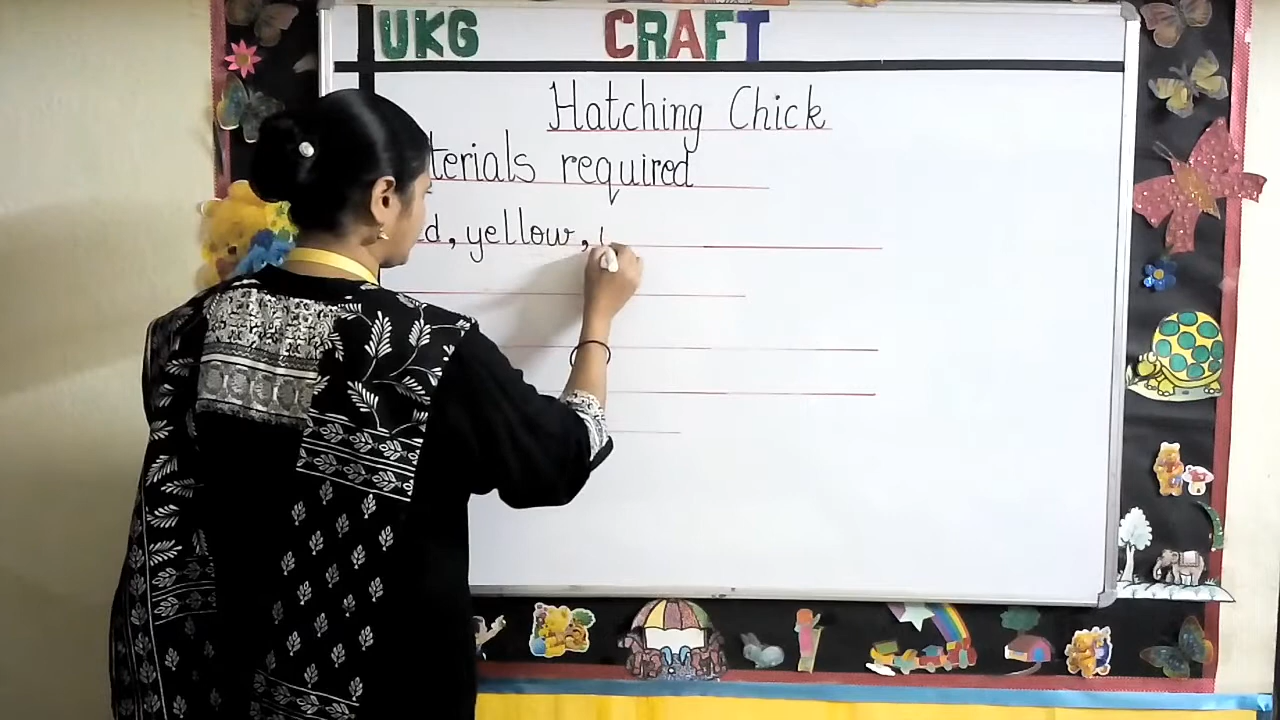 UKG CRAFT
Hatching Chick
terials required
d, yellow,